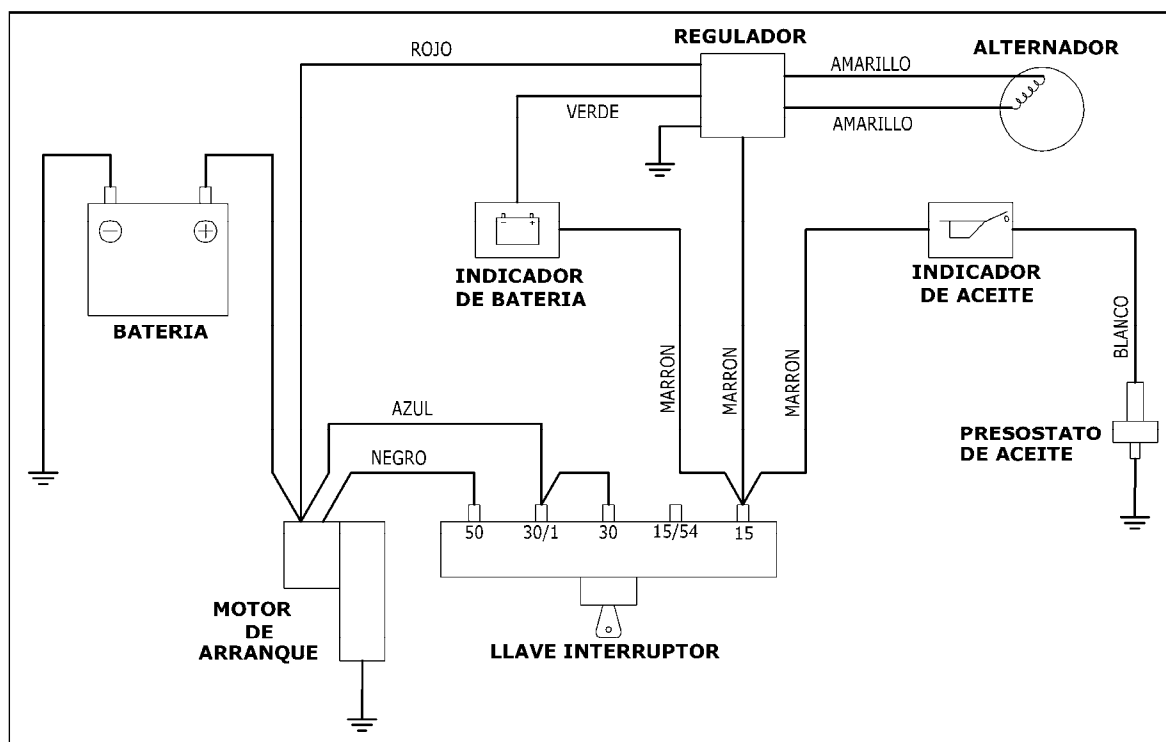 REGULADOR
ALTERNADOR
ROJO
AMARILLO
VERDE
AMARILLO
- +
INDICADOR
DE BATERIA
INDICADOR
DE ACEITE
BATERIA
MARRON
MARRON
MARRON
BLANCO
AZUL
NEGRO
PRESOSTATO
DE ACEITE
50
30/1
30
15/54
15
MOTOR
DE
ARRANQUE
LLAVE INTERRUPTOR